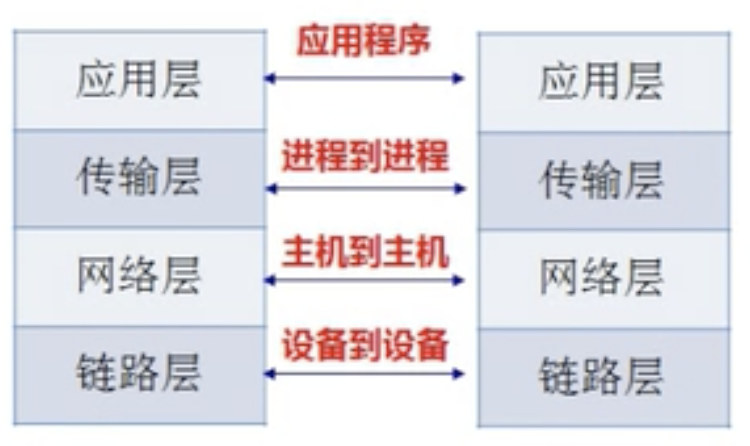 应用程序
应用层
应用层
进程到进程
传输层
传输层
主机到主机
网络层
网络层
设备到设备
链路层
链路层